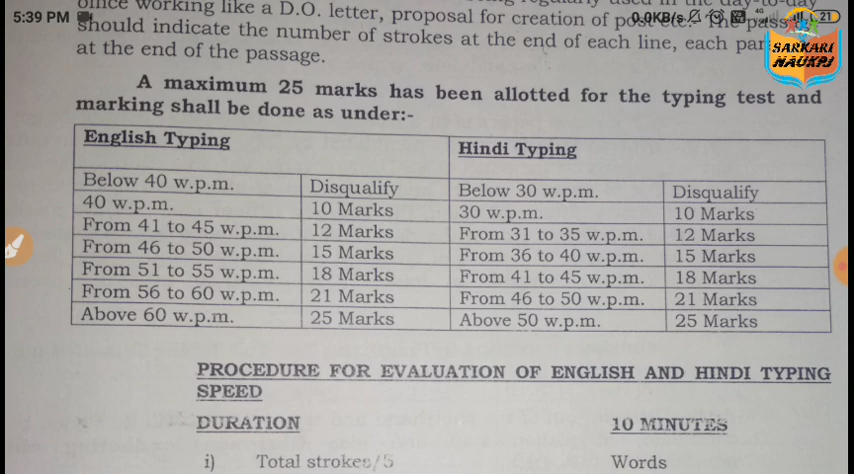 5:39 PM
0.0KB/s 4G 21
office working like a D.O. letter, proposal for creation of
should indicate the number of strokes at the end of each line, each
at the end of the passage.
SARKARI
NAUKRI
A maximum 25 marks has been allotted for the typing test and
marking shall be done as under:-
English Typing Hindi Typing
Below 40 w.p.m. Disqualify Below 30 w.p.m. Disqualify
40 w.p.m. 10 Marks 30 w.p.m. 10 Marks
From 41 to 45 w.p.m. 12 Marks From 31 to 35 w.p.m. 12 Marks
From 46 to 50 w.p.m. 15 Marks From 36 to 40 w.p.m. 15 Marks
From 51 to 55 w.p.m. 18 Marks From 41 to 45 w.p.m. 18 Marks
From 56 to 60 w.p.m. 21 Marks From 46 to 50 w.p.m. 21 Marks
Above 60 w.p.m. 25 Marks Above 50 w.p.m. 25 Marks
PROCEDURE FOR EVALUATION OF ENGLISH AND HINDI TYPING
SPEED
DURATION 10 MINUTES
i) Total strokes/5 Words